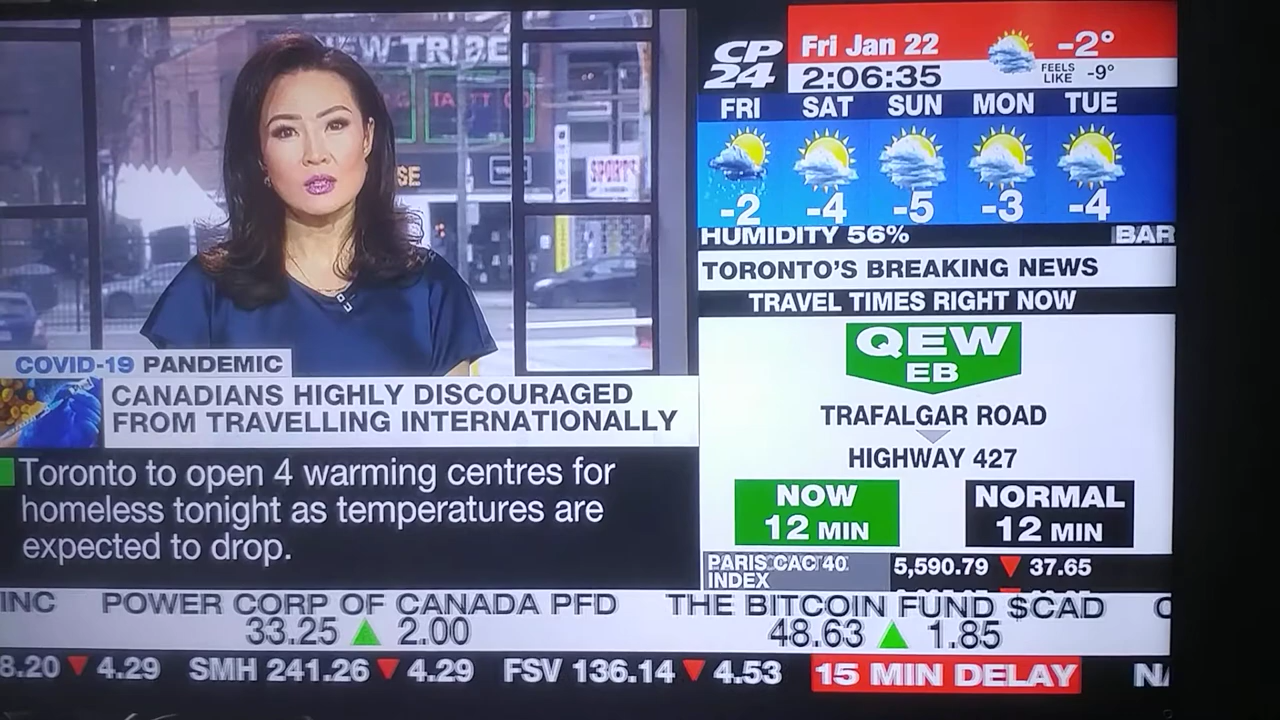 NEW TRIBE
SE
SPORTS
COVID-19 PANDEMIC
CANADIANS HIGHLY DISCOURAGED
FROM TRAVELLING INTERNATIONALLY
Toronto to open 4 warming centres for
homeless tonight as temperatures are
expected to drop.
CP
24
Fri Jan 22
2:06:35
-2°
FEELS
LIKE -9°
FRI SAT SUN MON TUE
-2 -4 -5 -3 -4
HUMIDITY 56% BAR
TORONTO'S BREAKING NEWS
TRAVEL TIMES RIGHT NOW
QEW
EB
TRAFALGAR ROAD
HIGHWAY 427
NOW
12 MIN
NORMAL
12 MIN
PARIS CAC 40
INDEX
5,590.79 ▼ 37.65
INC POWER CORP OF CANADA PFD THE BITCOIN FUND $CAD
33.25 ▲ 2.00 48.63 ▲ 1.85
8.20 ▼ 4.29 SMH 241.26 ▼ 4.29 FSV 136.14 ▼ 4.53 15 MIN DELAY NA